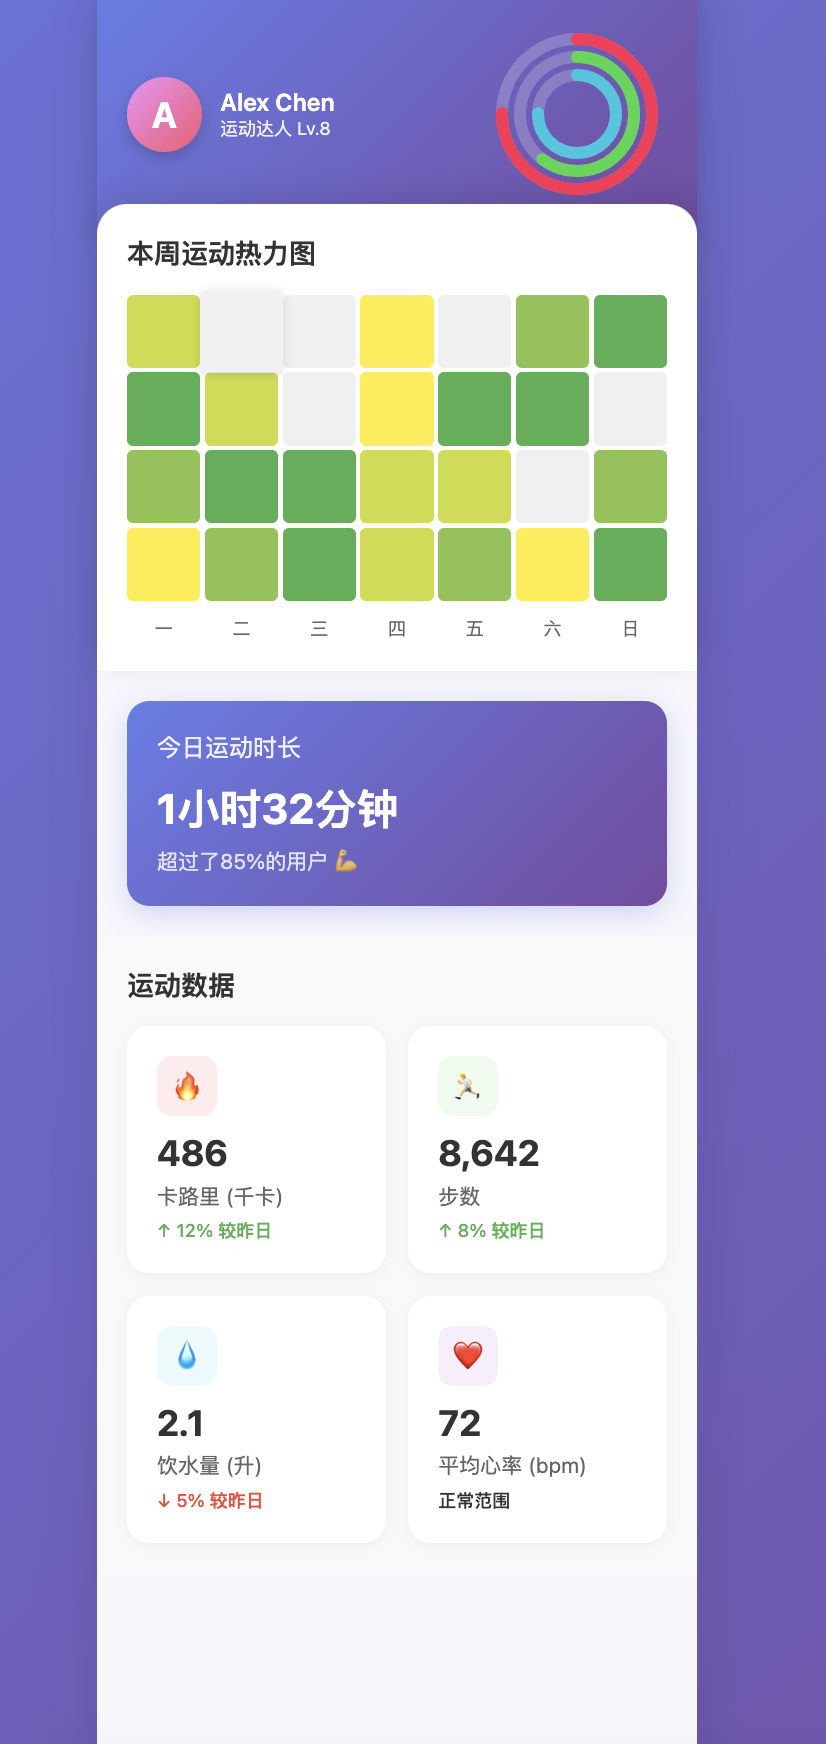 A
Alex Chen
运动达人 Lv.8
本周运动热力图
一 二 三 四 五 六 日
今日运动时长
1小时32分钟
超过了85%的用户 💪
运动数据
486
卡路里 (千卡)
↑ 12% 较昨日
8,642
步数
↑ 8% 较昨日
2.1
饮水量 (升)
↓ 5% 较昨日
72
平均心率 (bpm)
正常范围